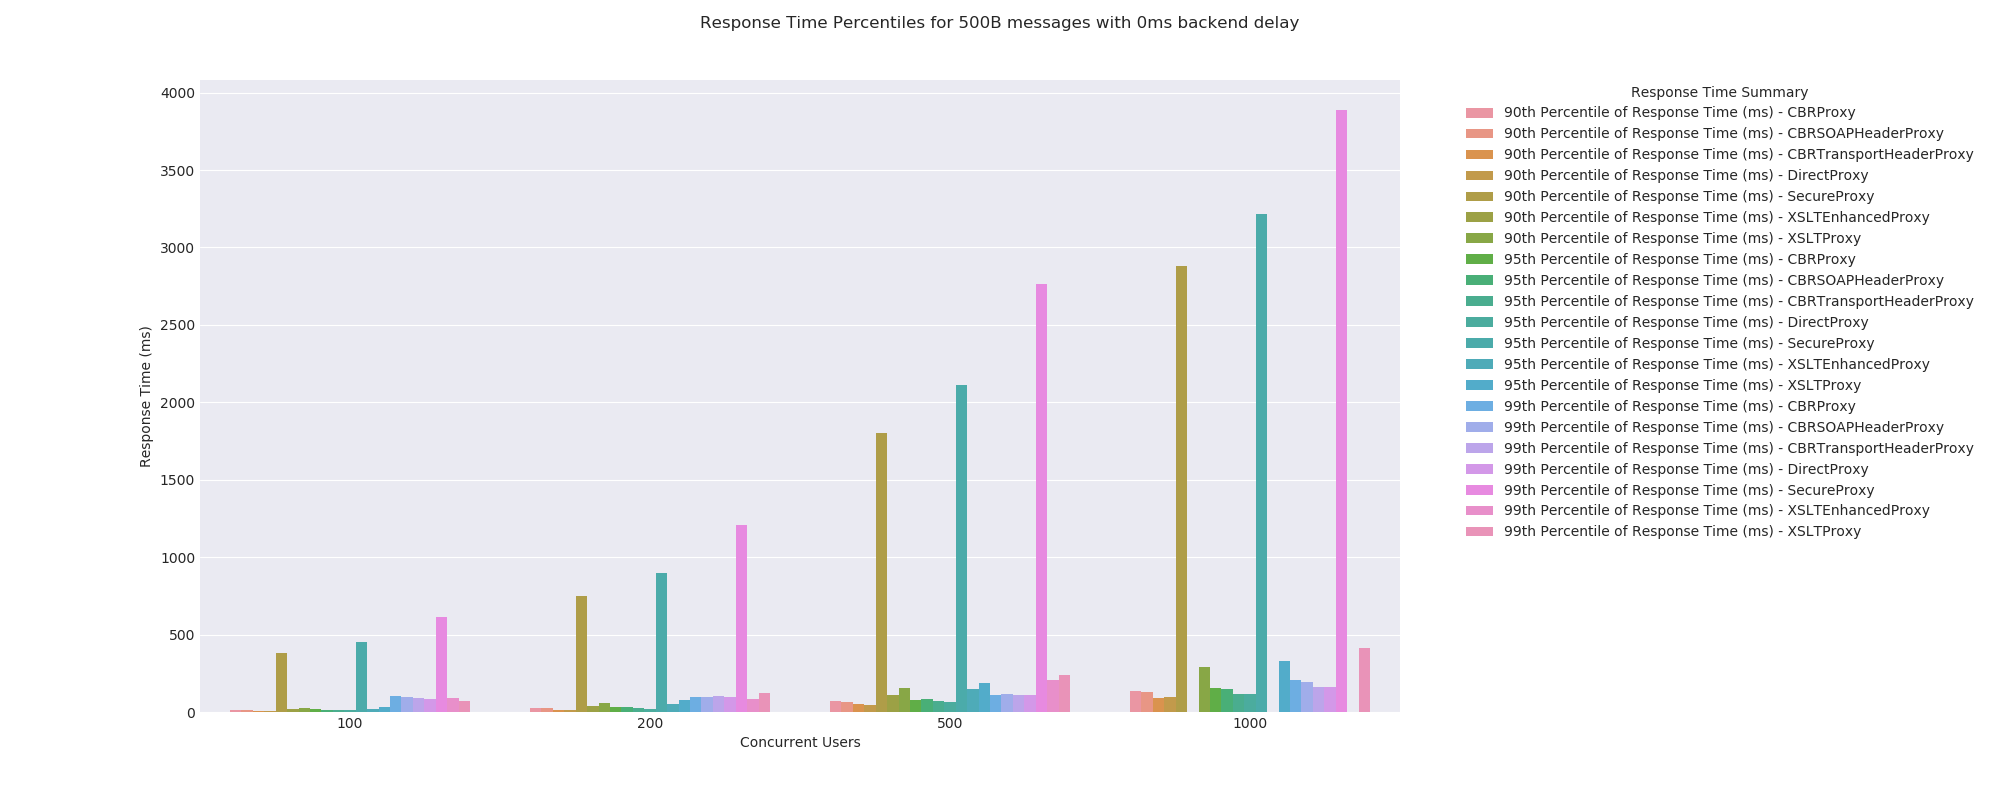 Response Time Percentiles for 500B messages with 0ms backend delay
4000
3500
3000
2500
2000
1500
1000
500
0
Response Time (ms)
100
200
500
1000
Concurrent Users
Response Time Summary
90th Percentile of Response Time (ms) - CBRProxy
90th Percentile of Response Time (ms) - CBRSOAPHeaderProxy
90th Percentile of Response Time (ms) - CBRTransportHeaderProxy
90th Percentile of Response Time (ms) - DirectProxy
90th Percentile of Response Time (ms) - SecureProxy
90th Percentile of Response Time (ms) - XSLTEnhancedProxy
90th Percentile of Response Time (ms) - XSLTProxy
95th Percentile of Response Time (ms) - CBRProxy
95th Percentile of Response Time (ms) - CBRSOAPHeaderProxy
95th Percentile of Response Time (ms) - CBRTransportHeaderProxy
95th Percentile of Response Time (ms) - DirectProxy
95th Percentile of Response Time (ms) - SecureProxy
95th Percentile of Response Time (ms) - XSLTEnhancedProxy
95th Percentile of Response Time (ms) - XSLTProxy
99th Percentile of Response Time (ms) - CBRProxy
99th Percentile of Response Time (ms) - CBRSOAPHeaderProxy
99th Percentile of Response Time (ms) - CBRTransportHeaderProxy
99th Percentile of Response Time (ms) - DirectProxy
99th Percentile of Response Time (ms) - SecureProxy
99th Percentile of Response Time (ms) - XSLTEnhancedProxy
99th Percentile of Response Time (ms) - XSLTProxy